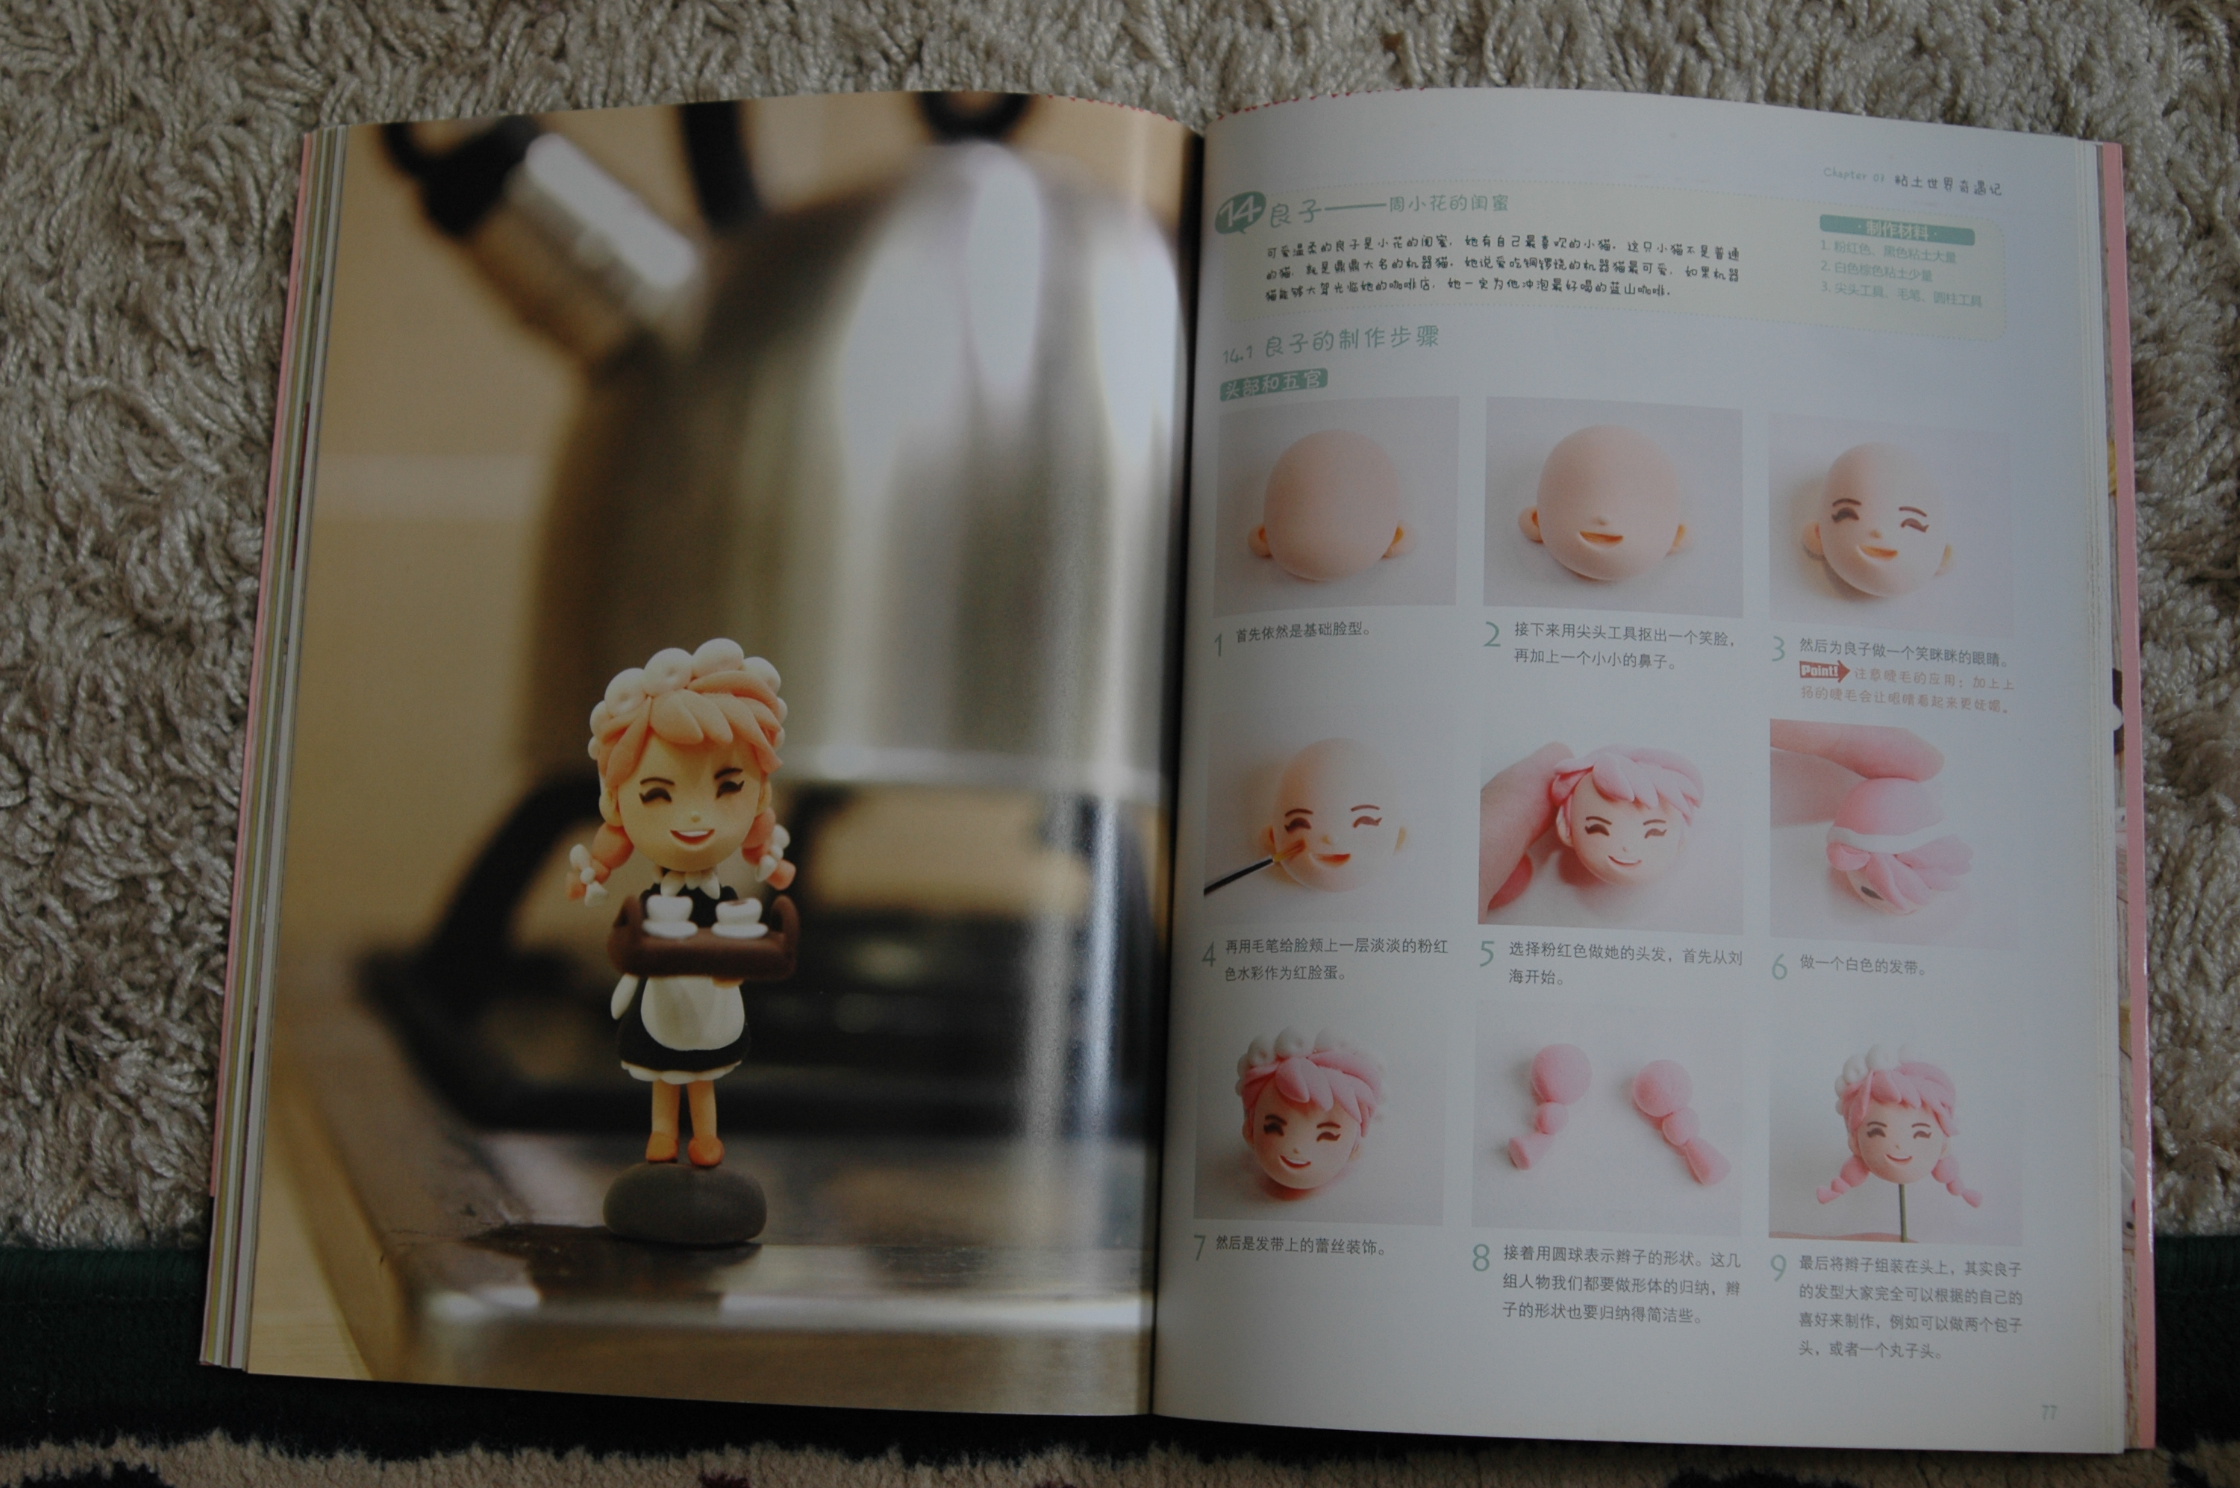 Chapter 03 粘土世界奇遇记
14 良子——周小花的闺蜜
可爱温柔的良子是小花的闺蜜，她有自己最喜欢的小猫，这只小猫不是普通
的猫，就是鼎鼎大名的机器猫，她说爱吃铜锣烧的机器猫最可爱，如果机器
猫能够大驾光临她的咖啡店，她一定为他冲泡最好喝的蓝山咖啡。
·制作材料·
1. 粉红色、黑色粘土大量
2. 白色棕色粘土少量
3. 尖头工具、毛笔、圆柱工具
14.1 良子的制作步骤
头部和五官
1 首先依然是基础脸型。
2 接下来用尖头工具抠出一个笑脸，
再加上一个小小的鼻子。
3 然后为良子做一个笑眯眯的眼睛。
Point! 注意睫毛的应用：加上上
扬的睫毛会让眼睛看起来更妩媚。
4 再用毛笔给脸颊上一层淡淡的粉红
色水彩作为红脸蛋。
5 选择粉红色做她的头发，首先从刘
海开始。
6 做一个白色的发带。
7 然后是发带上的蕾丝装饰。
8 接着用圆球表示辫子的形状。这几
组人物我们都要做形体的归纳，辫
子的形状也要归纳得简洁些。
9 最后将辫子组装在头上，其实良子
的发型大家完全可以根据的自己的
喜好来制作，例如可以做两个包子
头，或者一个丸子头。
77